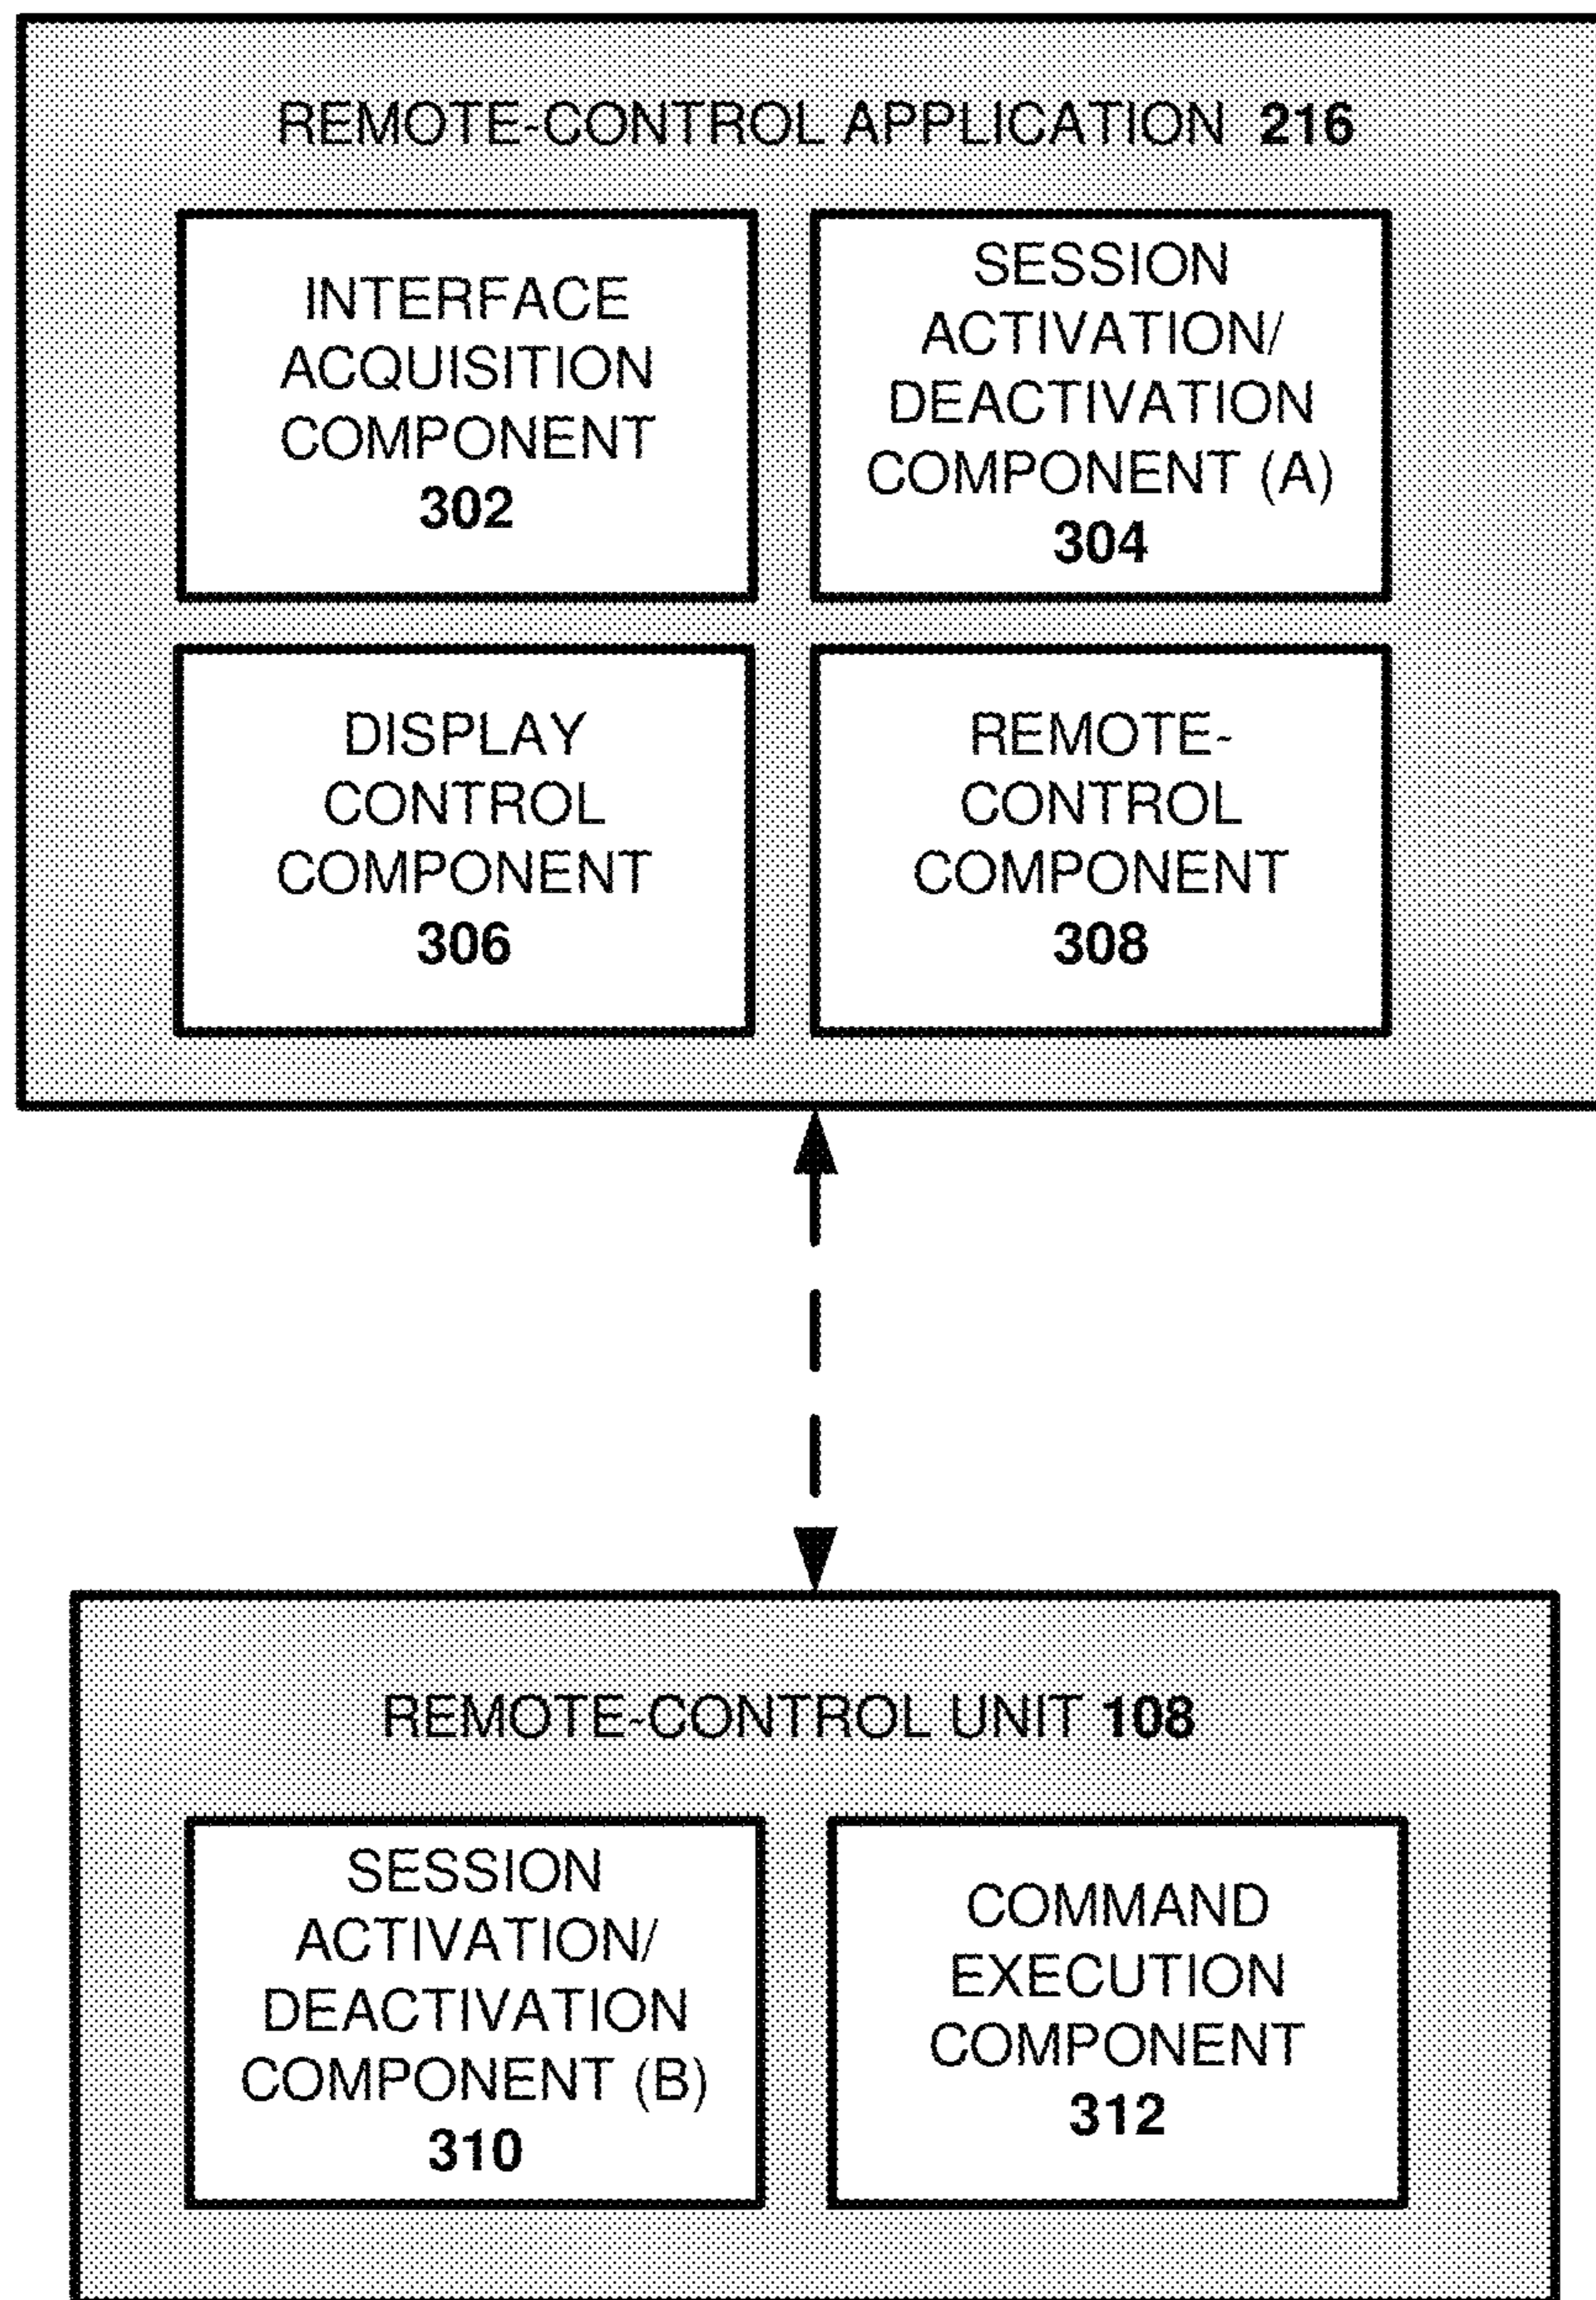 REMOTE-CONTROL APPLICATION 216
INTERFACE
ACQUISITION
COMPONENT
302
SESSION
ACTIVATION/
DEACTIVATION
COMPONENT (A)
304
DISPLAY
CONTROL
COMPONENT
306
REMOTE-
CONTROL
COMPONENT
308
REMOTE-CONTROL UNIT 108
SESSION
ACTIVATION/
DEACTIVATION
COMPONENT (B)
310
COMMAND
EXECUTION
COMPONENT
312